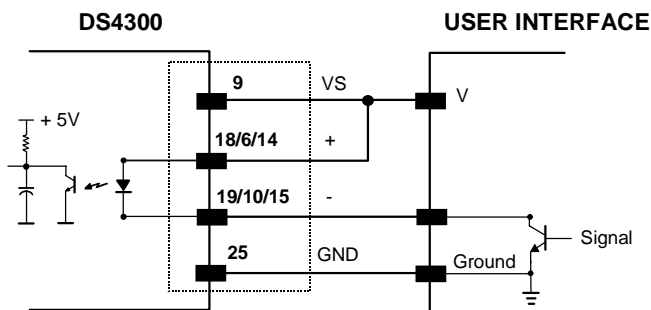 DS4300 USER INTERFACE
9 VS V
+ 5V
18/6/14 +
19/10/15 -
Signal
25 GND Ground